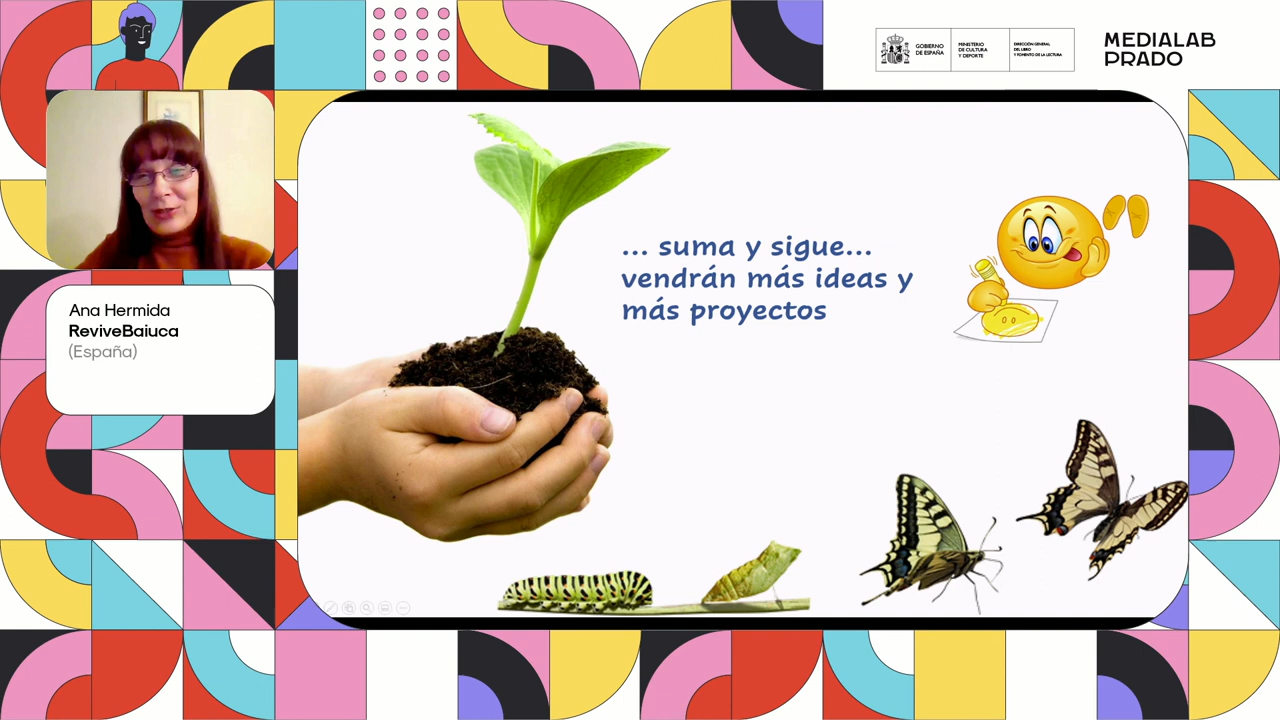 GOBIERNO
DE ESPAÑA
MINISTERIO
DE CULTURA
Y DEPORTE
DIRECCIÓN GENERAL
DEL LIBRO
Y FOMENTO DE LA LECTURA
MEDIALAB
PRADO
Ana Hermida
ReviveBaiuca
(España)
... suma y sigue...
vendrán más ideas y
más proyectos